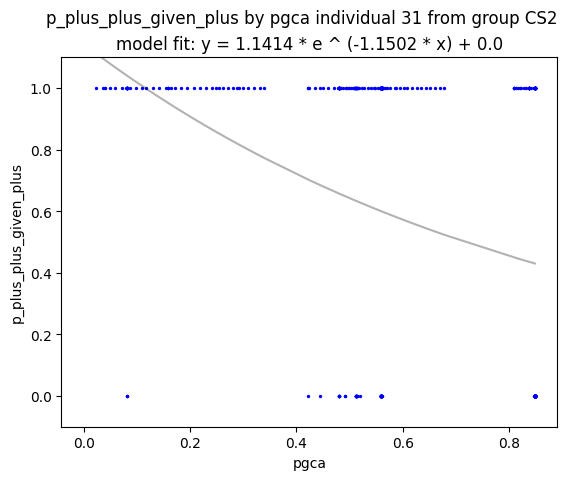 p_plus_plus_given_plus by pgca individual 31 from group CS2
model fit: y = 1.1414 * e ^ (-1.1502 * x) + 0.0
1.0
0.8
0.6
0.4
0.2
0.0
p_plus_plus_given_plus
0.0 0.2 0.4 0.6 0.8
pgca